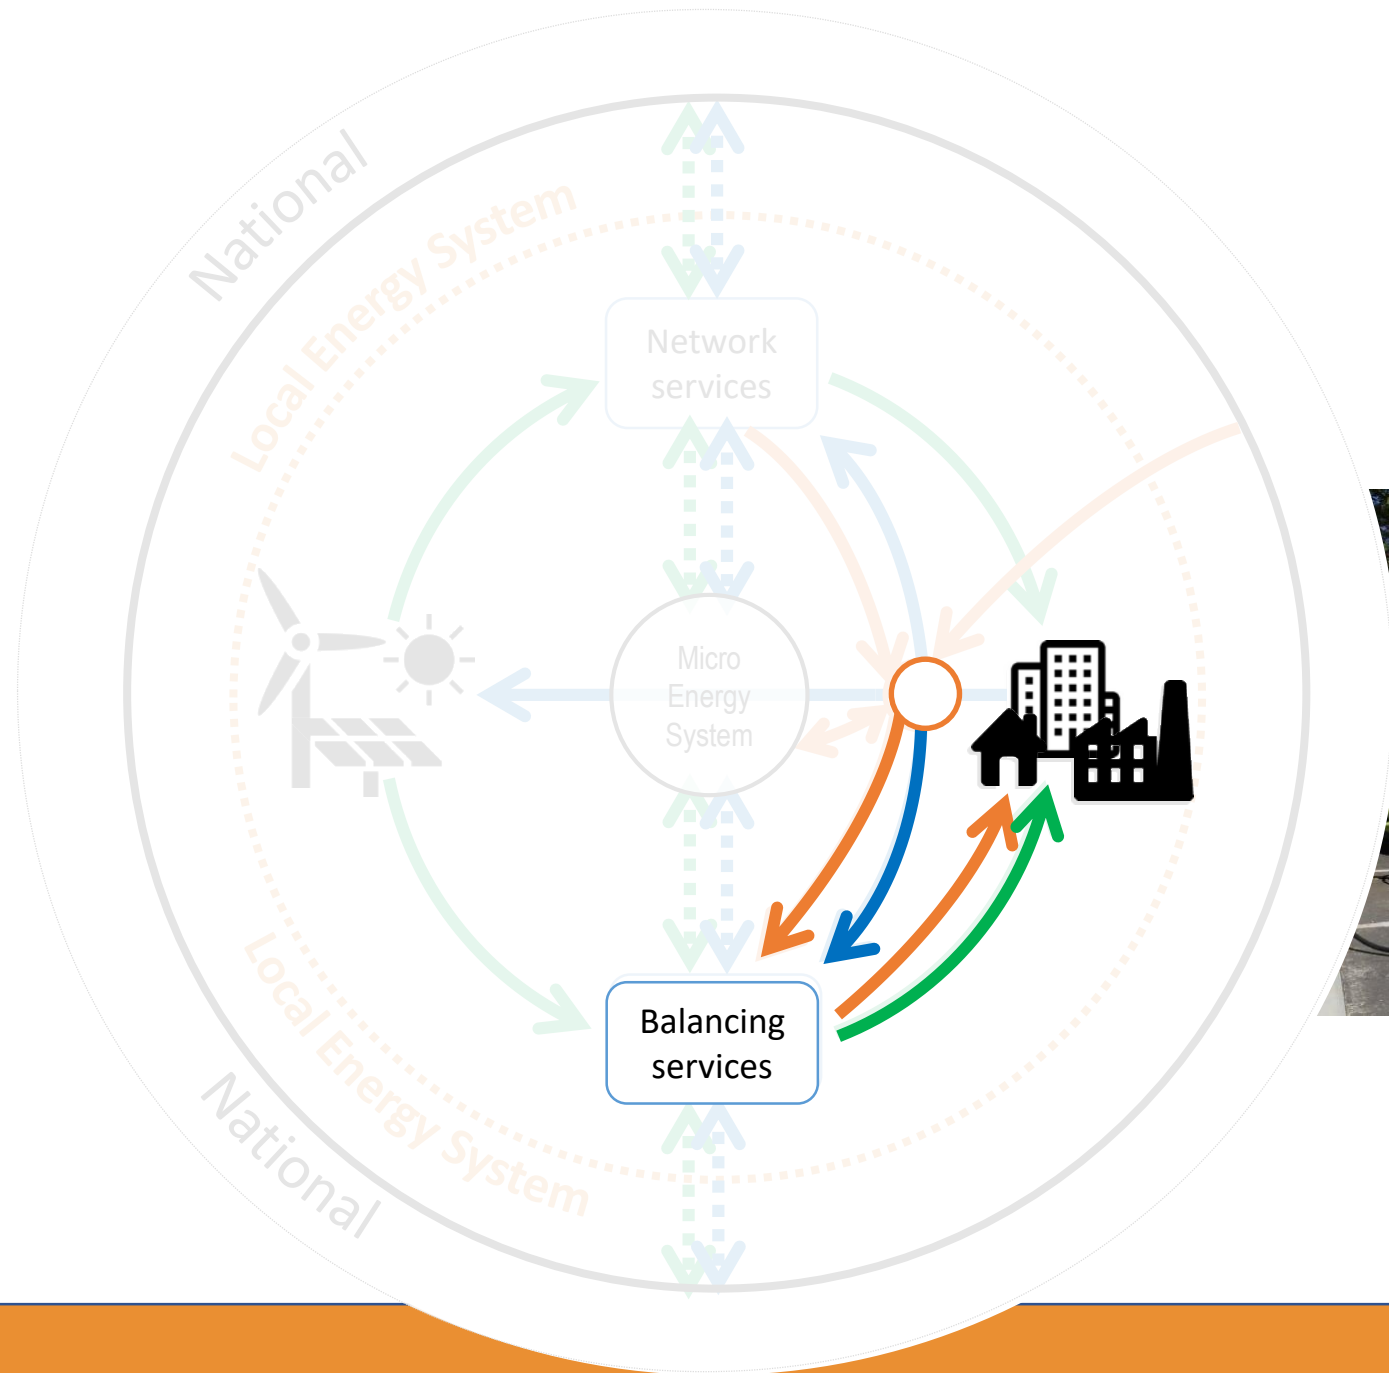 National
Local Energy System
Network
services
Micro
Energy
System
Balancing
services
Local Energy System
National